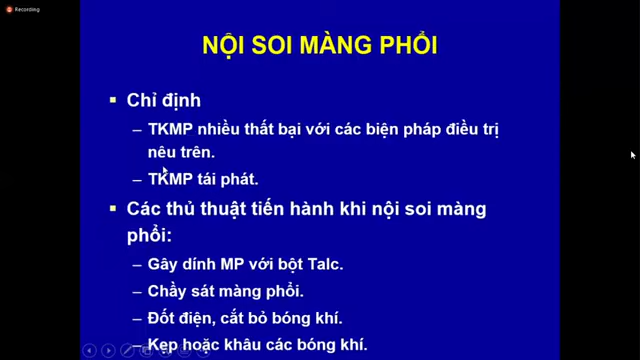 Recording
NỘI SOI MÀNG PHỔI
Chỉ định
– TKMP nhiều thất bại với các biện pháp điều trị
nêu trên.
– TKMP tái phát.
Các thủ thuật tiến hành khi nội soi màng
phổi:
– Gây dính MP với bột Talc.
– Chầy sát màng phổi.
– Đốt điện, cắt bỏ bóng khí.
– Kẹp hoặc khâu các bóng khí.